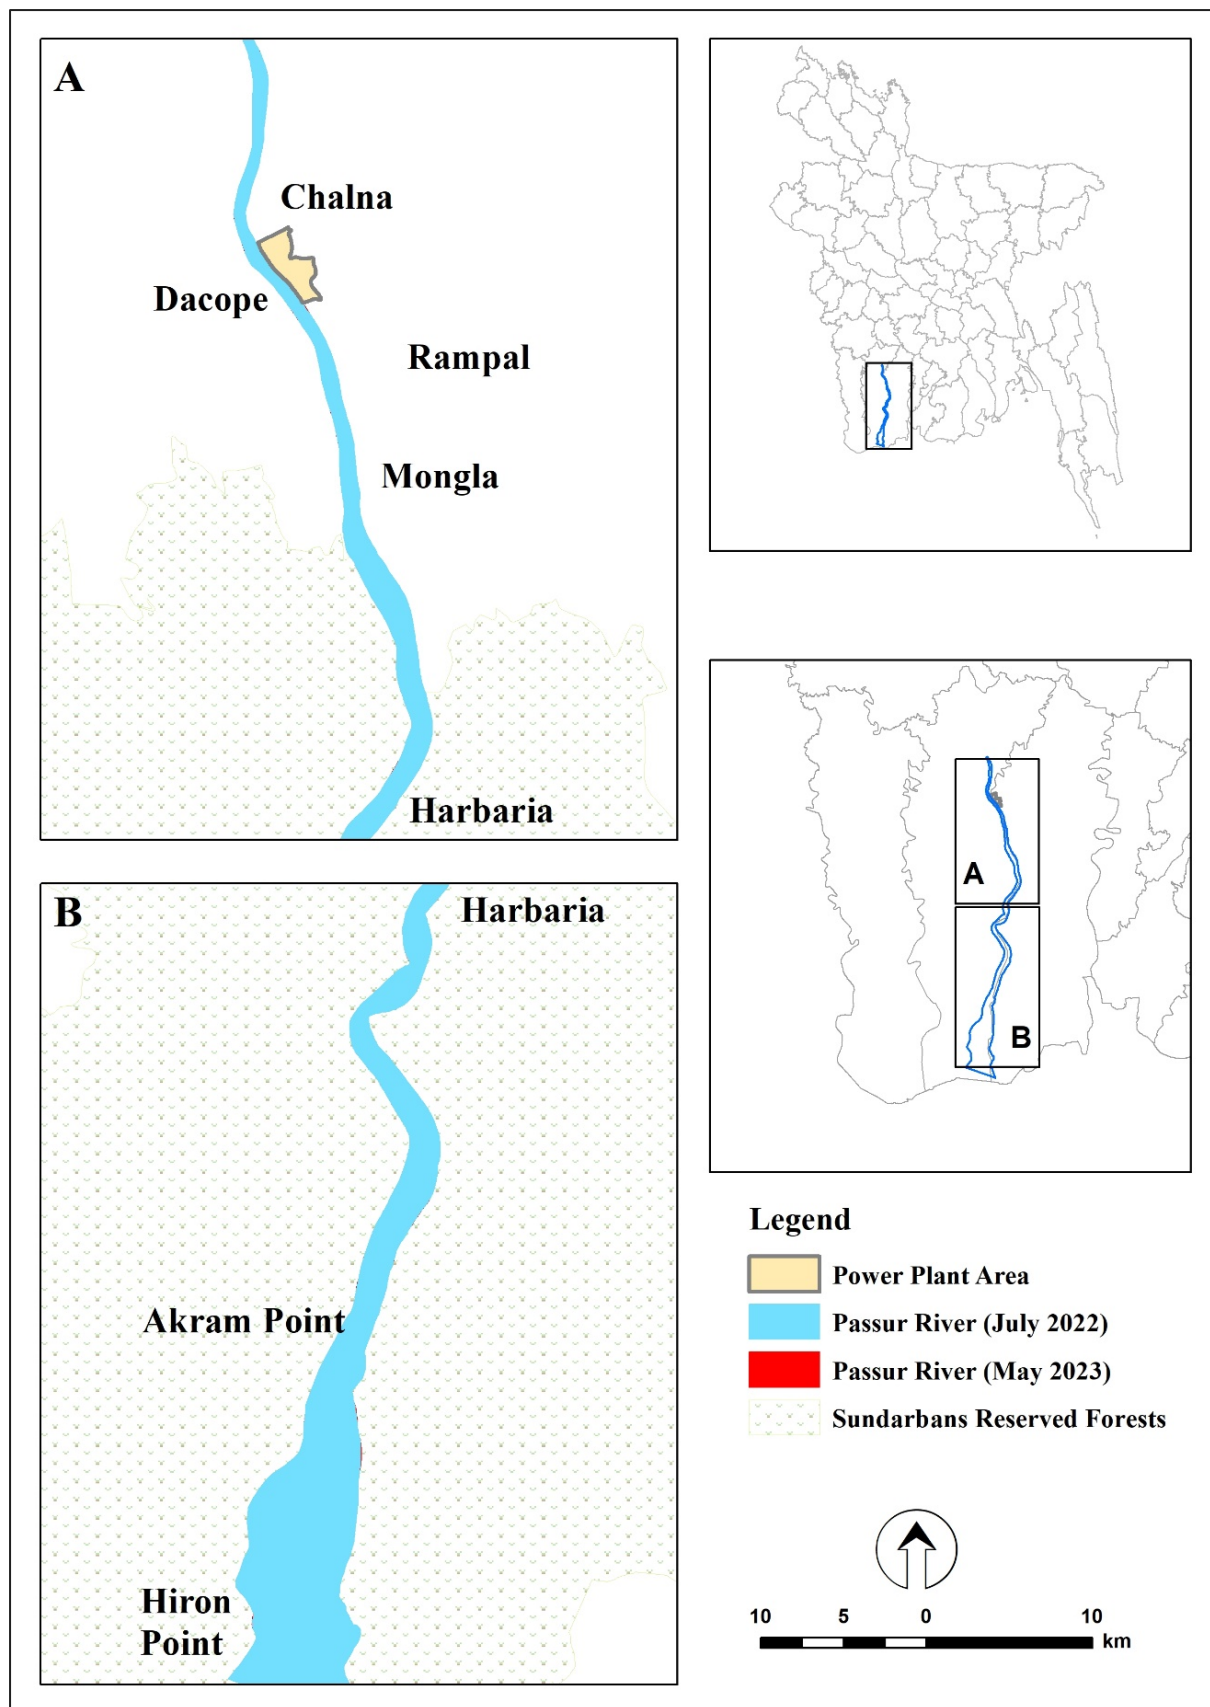 A
Chalna
Dacope
Rampal
Mongla
Harbaria
B
Harbaria
Akram Point
Hiron
Point
A
B
Legend
Power Plant Area
Passur River (July 2022)
Passur River (May 2023)
Sundarbans Reserved Forests
10 5 0 10
km